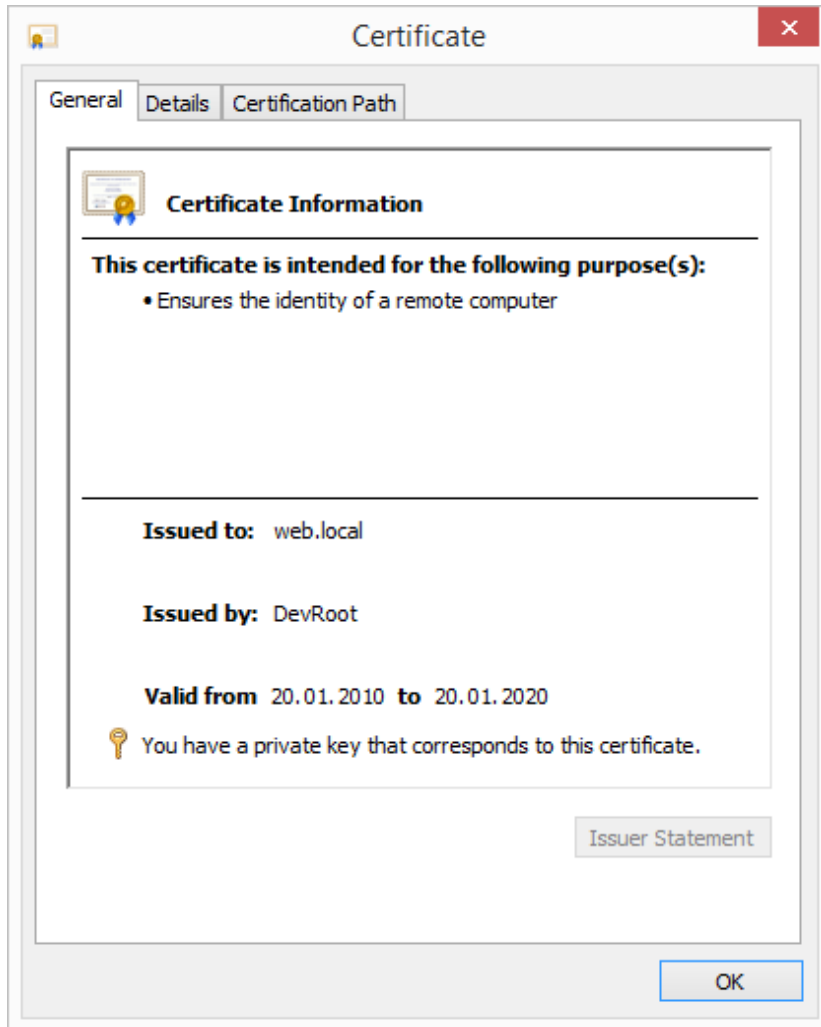 Certificate
General Details Certification Path
Certificate Information
This certificate is intended for the following purpose(s):
• Ensures the identity of a remote computer
Issued to: web.local
Issued by: DevRoot
Valid from 20.01.2010 to 20.01.2020
You have a private key that corresponds to this certificate.
Issuer Statement
OK